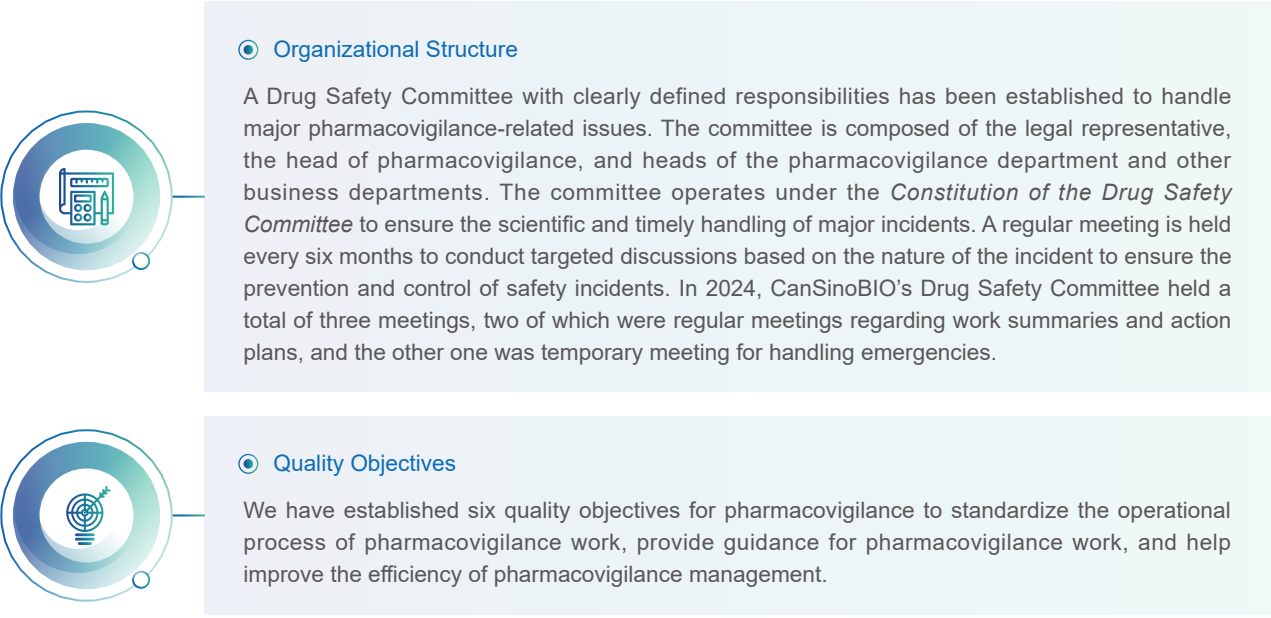 Organizational Structure
A Drug Safety Committee with clearly defined responsibilities has been established to handle
major pharmacovigilance-related issues. The committee is composed of the legal representative,
the head of pharmacovigilance, and heads of the pharmacovigilance department and other
business departments. The committee operates under the Constitution of the Drug Safety
Committee to ensure the scientific and timely handling of major incidents. A regular meeting is held
every six months to conduct targeted discussions based on the nature of the incident to ensure the
prevention and control of safety incidents. In 2024, CanSinoBIO’s Drug Safety Committee held a
total of three meetings, two of which were regular meetings regarding work summaries and action
plans, and the other one was temporary meeting for handling emergencies.
Quality Objectives
We have established six quality objectives for pharmacovigilance to standardize the operational
process of pharmacovigilance work, provide guidance for pharmacovigilance work, and help
improve the efficiency of pharmacovigilance management.